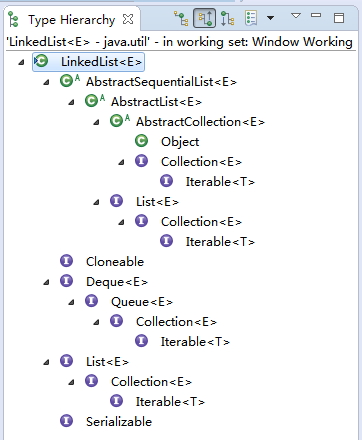 Type Hierarchy
'LinkedList<E> - java.util' - in working set: Window Working
LinkedList<E>
AbstractSequentialList<E>
AbstractList<E>
AbstractCollection<E>
Object
Collection<E>
Iterable<T>
List<E>
Collection<E>
Iterable<T>
Cloneable
Deque<E>
Queue<E>
Collection<E>
Iterable<T>
List<E>
Collection<E>
Iterable<T>
Serializable